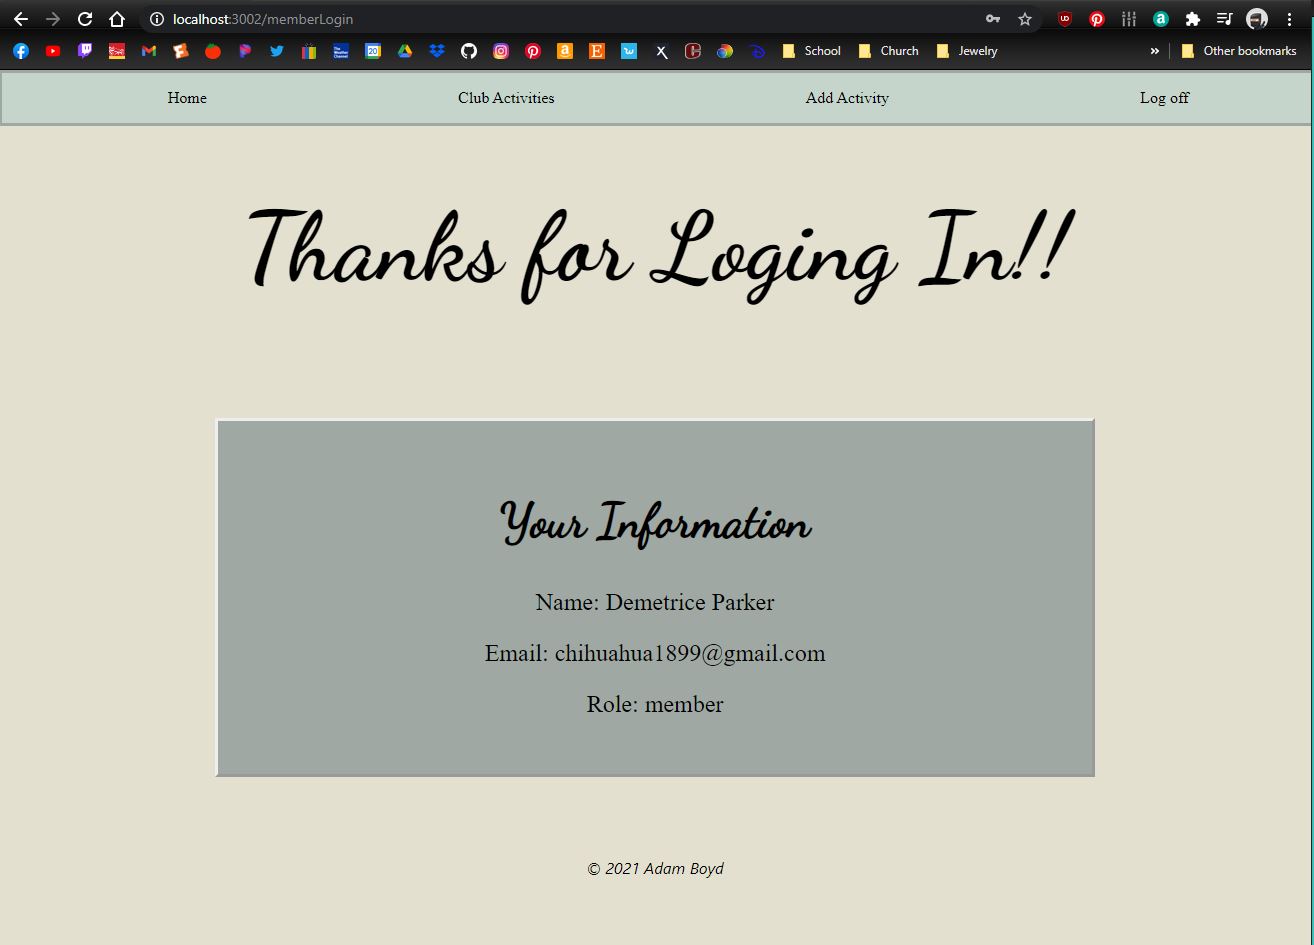 localhost:3002/memberLogin
School Church Jewelry » Other bookmarks
Home Club Activities Add Activity Log off
Thanks for Loging In!!
Your Information
Name: Demetrice Parker
Email: chihuahua1899@gmail.com
Role: member
© 2021 Adam Boyd